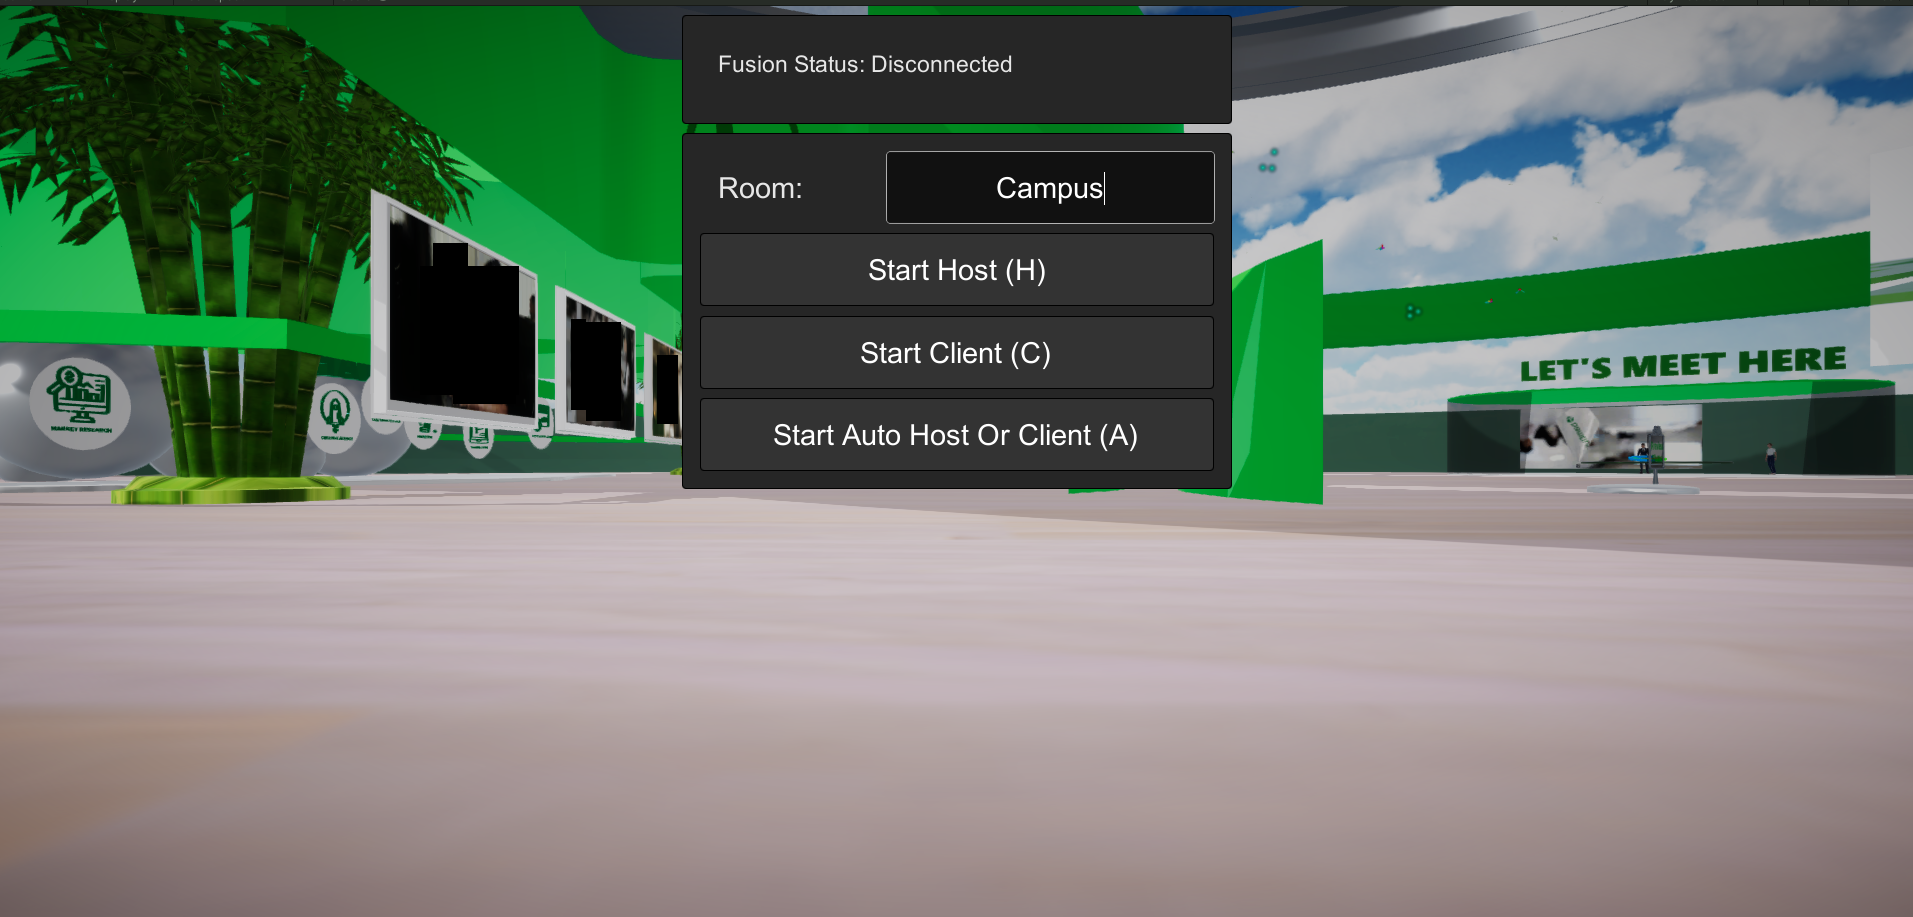 Fusion Status: Disconnected
Room:
Campus
Start Host (H)
Start Client (C)
Start Auto Host Or Client (A)
LET'S MEET HERE
MARKET RESEARCH